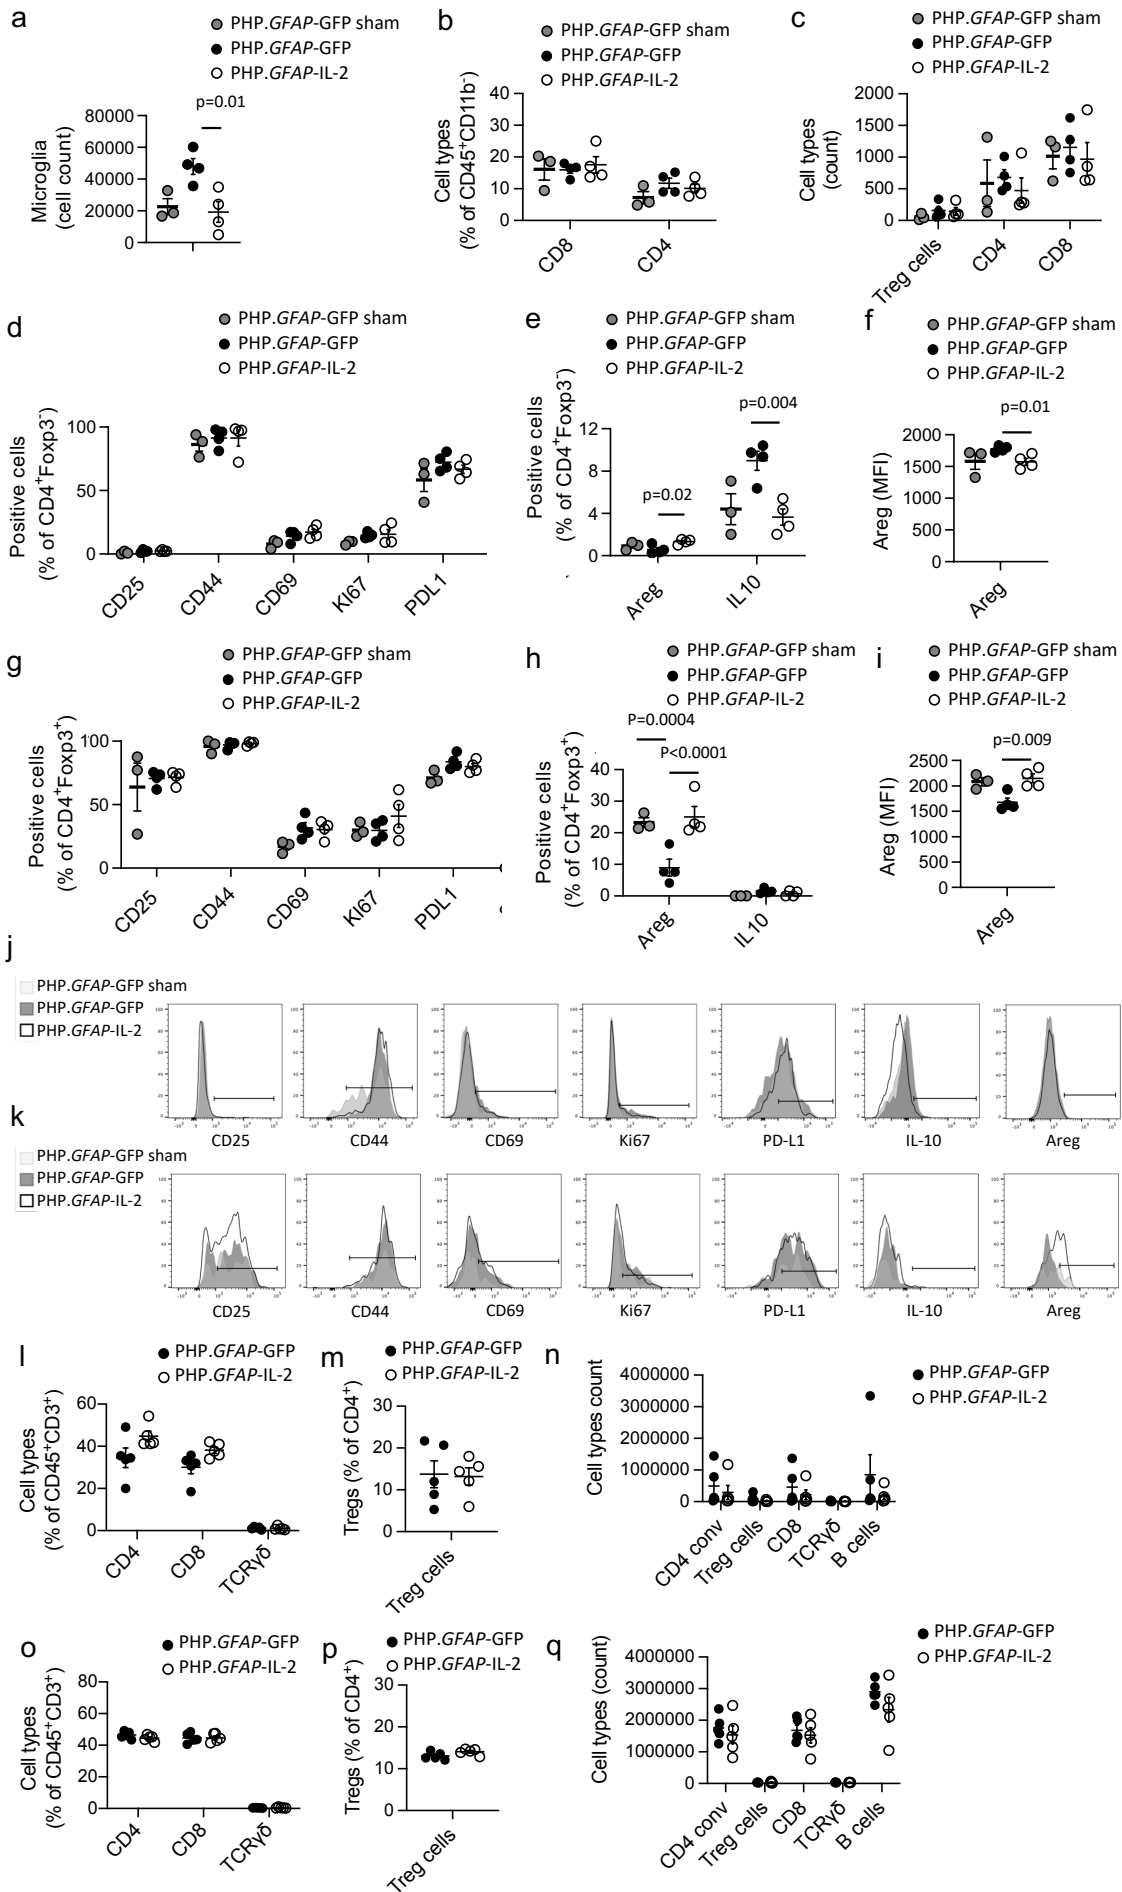 a
PHP.GFAP-GFP sham
PHP.GFAP-GFP
PHP.GFAP-IL-2
p=0.01
Microglia
(cell count)
80000
60000
40000
20000
0
b
PHP.GFAP-GFP sham
PHP.GFAP-GFP
PHP.GFAP-IL-2
Cell types
(% of CD45⁺CD11b⁻)
40
30
20
10
0
CD8
CD4
c
PHP.GFAP-GFP sham
PHP.GFAP-GFP
PHP.GFAP-IL-2
Cell types
(count)
2000
1500
1000
500
0
Treg cells
CD4
CD8
d
PHP.GFAP-GFP sham
PHP.GFAP-GFP
PHP.GFAP-IL-2
Positive cells
(% of CD4⁺Foxp3⁻)
100
50
0
CD25
CD44
CD69
KI67
PDL1
e
PHP.GFAP-GFP sham
PHP.GFAP-GFP
PHP.GFAP-IL-2
Positive cells
(% of CD4⁺Foxp3⁻)
p=0.004
p=0.02
12
8
4
0
Areg
IL10
f
PHP.GFAP-GFP sham
PHP.GFAP-GFP
PHP.GFAP-IL-2
p=0.01
Areg (MFI)
2000
1500
1000
500
0
Areg
g
PHP.GFAP-GFP sham
PHP.GFAP-GFP
PHP.GFAP-IL-2
Positive cells
(% of CD4⁺Foxp3⁺)
100
50
0
CD25
CD44
CD69
KI67
PDL1
h
PHP.GFAP-GFP sham
PHP.GFAP-GFP
PHP.GFAP-IL-2
P=0.0004
P<0.0001
Positive cells
(% of CD4⁺Foxp3⁺)
40
30
20
10
0
Areg
IL10
i
PHP.GFAP-GFP sham
PHP.GFAP-GFP
PHP.GFAP-IL-2
p=0.009
Areg (MFI)
2500
2000
1500
1000
500
0
Areg
j
PHP.GFAP-GFP sham
PHP.GFAP-GFP
PHP.GFAP-IL-2
CD25
CD44
CD69
Ki67
PD-L1
IL-10
Areg
k
PHP.GFAP-GFP sham
PHP.GFAP-GFP
PHP.GFAP-IL-2
CD25
CD44
CD69
Ki67
PD-L1
IL-10
Areg
l
PHP.GFAP-GFP
PHP.GFAP-IL-2
Cell types
(% of CD45⁺CD3⁺)
60
40
20
0
CD4
CD8
TCRγδ
m
PHP.GFAP-GFP
PHP.GFAP-IL-2
Tregs (% of CD4⁺)
30
20
10
0
Treg cells
n
PHP.GFAP-GFP
PHP.GFAP-IL-2
Cell types count
4000000
3000000
2000000
1000000
0
CD4 conv
Treg cells
CD8
TCRγδ
B cells
o
PHP.GFAP-GFP
PHP.GFAP-IL-2
Cell types
(% of CD45⁺CD3⁺)
80
60
40
20
0
CD4
CD8
TCRγδ
p
PHP.GFAP-GFP
PHP.GFAP-IL-2
Tregs (% of CD4⁺)
30
20
10
0
Treg cells
q
PHP.GFAP-GFP
PHP.GFAP-IL-2
Cell types (count)
4000000
3000000
2000000
1000000
0
CD4 conv
Treg cells
CD8
TCRγδ
B cells